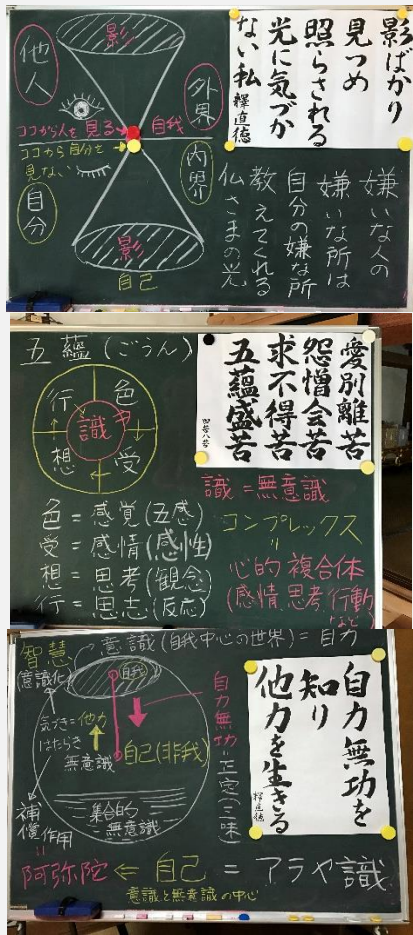 影ばかり
見つめ
照らされる
光に気づか
ない私
釋直徳
影
他人
外界
ココから人を見る
自我
ココから自分を
見ない
内界
自分
影
自己
嫌いな人の
嫌いな所は
自分の嫌な所
教えてくれる
仏さまの光
五蘊(ごうん)
行
色
識
想
受
愛別離苦
怨憎会苦
求不得苦
五蘊盛苦
四苦八苦
識=無意識
コンプレックス
=
心的複合体
(感情思考行動
など
色=感覚(五感)
受=感情(感性)
想=思考(観念)
行=思志(反応)
智慧
意識(自我中心の世界)=自力
(意識化)
自我
気づき=他力
はたらき
無意識
自己(非我)
自力無功=正定(三昧)
集合的
無意識
補償作用
=
阿弥陀⇐自己=アラヤ識
意識と無意識の中心
自力無功を
知り
他力を生きる
釋直徳